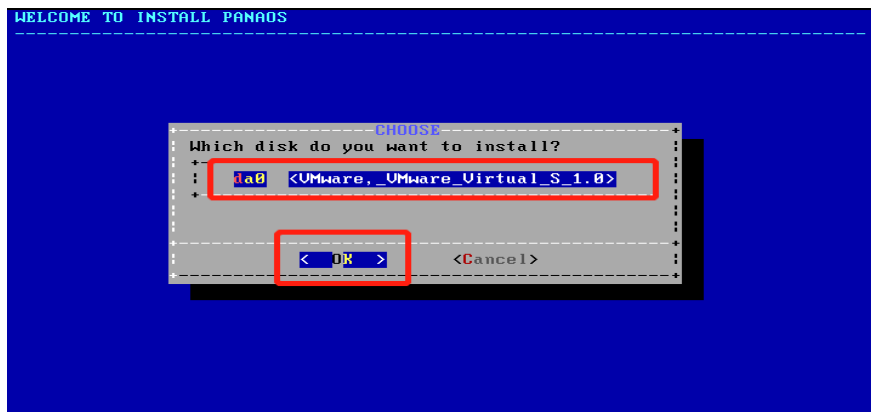 WELCOME TO INSTALL PANAOS
CHOOSE
Which disk do you want to install?
da0 <VMware,_VMware_Virtual_S_1.0>
< OK > <Cancel>